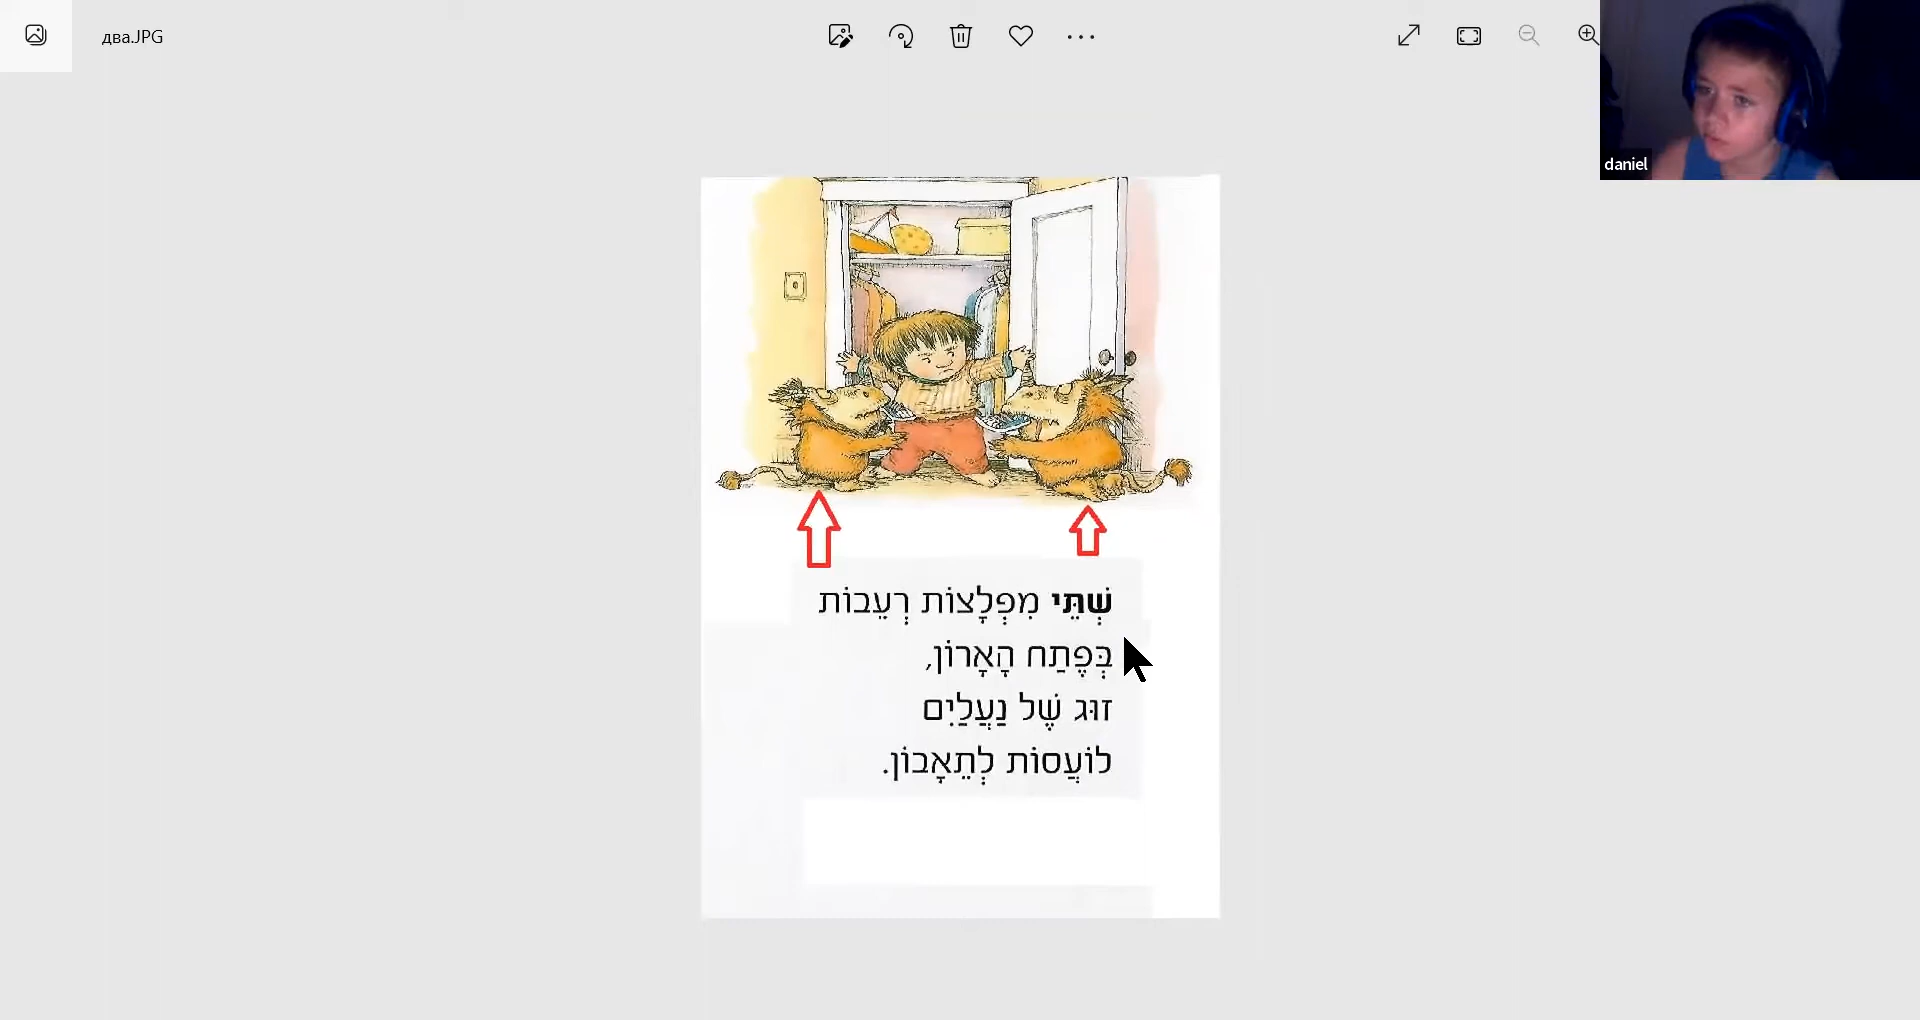 два.JPG
daniel
שְׁתֵּי מִפְלָצוֹת רְעֵבוֹת
בְּפֶתַח הָאָרוֹן,
זוּג שֶׁל נַעֲלַיִם
לוֹעֲסוֹת לְתֵאָבוֹן.